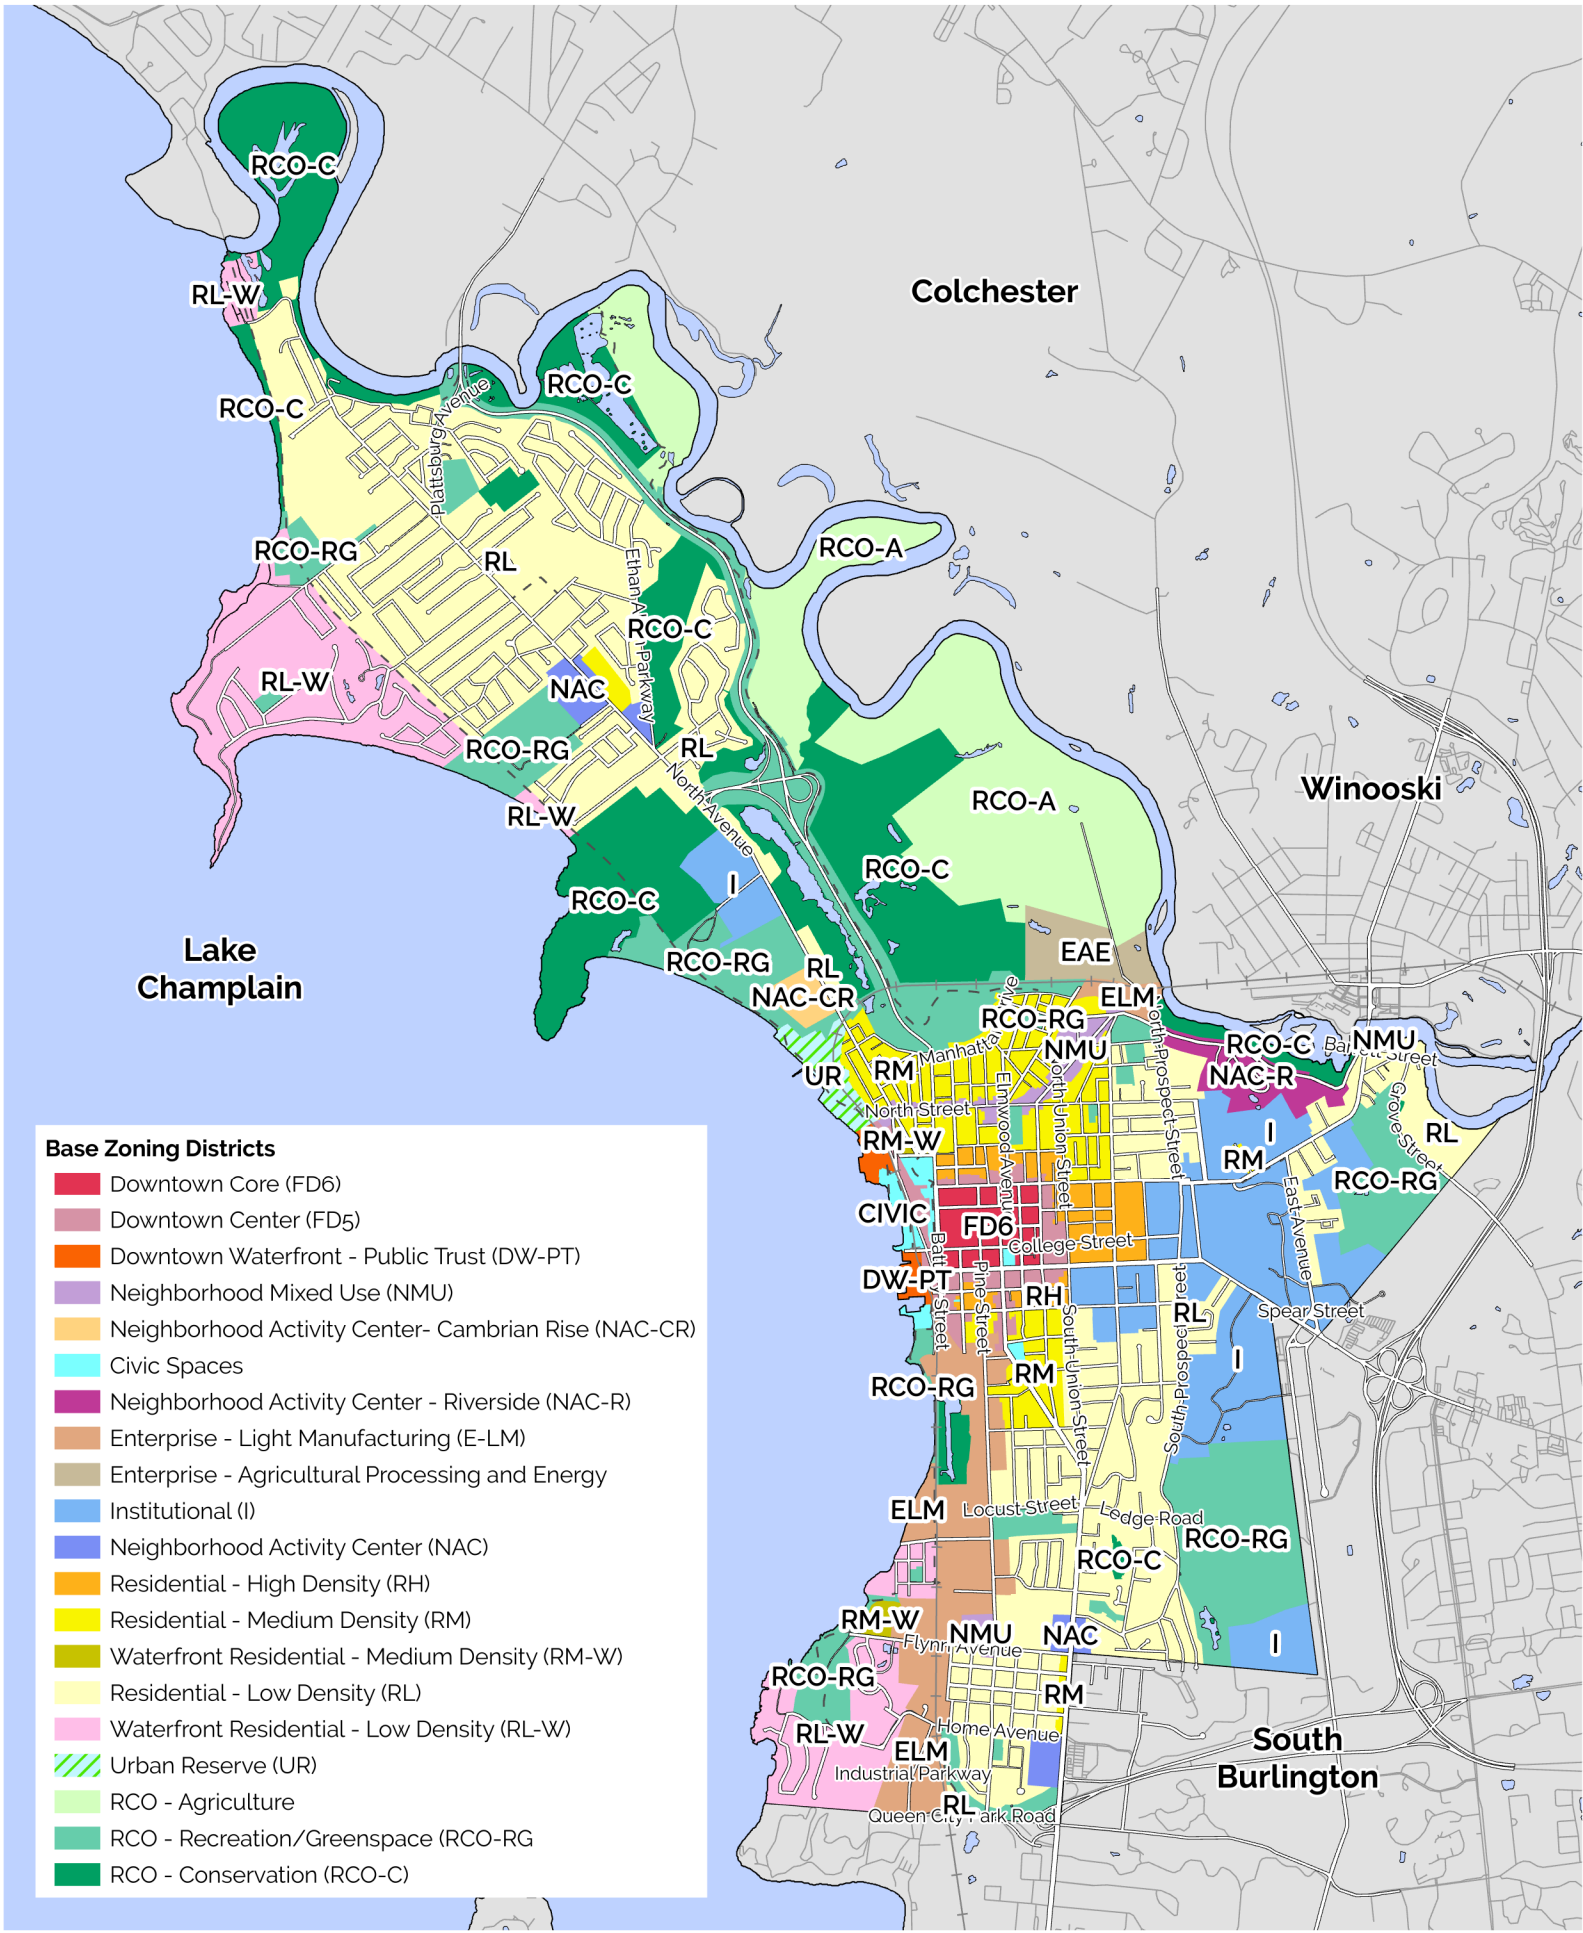 RCO-C
RL-W
Colchester
RCO-C
RCO-C
Plattsburg Avenue
RCO-A
RCO-RG
RL
RCO-C
RL-W
NAC
RCO-RG
RL
North Avenue
Winooski
RCO-A
RL-W
RCO-C
I
RCO-C
Lake
Champlain
EAE
RCO-RG
RL
NAC-CR
ELM
RCO-RG
NMU
RCO-C
NMU
NAC-R
North Prospect Street
Grove Street
UR
RM
North Street
Elmwood Avenue
North Union Street
I
RL
RM-W
RM
RCO-RG
East Avenue
CIVIC
FD6
College Street
DW-PT
Pine Street
RH
RL
Spear Street
RM
I
RCO-RG
South Union Street
ELM
Locust Street
Ledge Road
RCO-RG
RCO-C
RM-W
NMU
NAC
Flynn Avenue
I
RCO-RG
RM
RL-W
Home Avenue
ELM
Industrial Parkway
RL
Queen City Park Road
South
Burlington
Base Zoning Districts
Downtown Core (FD6)
Downtown Center (FD5)
Downtown Waterfront - Public Trust (DW-PT)
Neighborhood Mixed Use (NMU)
Neighborhood Activity Center- Cambrian Rise (NAC-CR)
Civic Spaces
Neighborhood Activity Center - Riverside (NAC-R)
Enterprise - Light Manufacturing (E-LM)
Enterprise - Agricultural Processing and Energy
Institutional (I)
Neighborhood Activity Center (NAC)
Residential - High Density (RH)
Residential - Medium Density (RM)
Waterfront Residential - Medium Density (RM-W)
Residential - Low Density (RL)
Waterfront Residential - Low Density (RL-W)
Urban Reserve (UR)
RCO - Agriculture
RCO - Recreation/Greenspace (RCO-RG
RCO - Conservation (RCO-C)